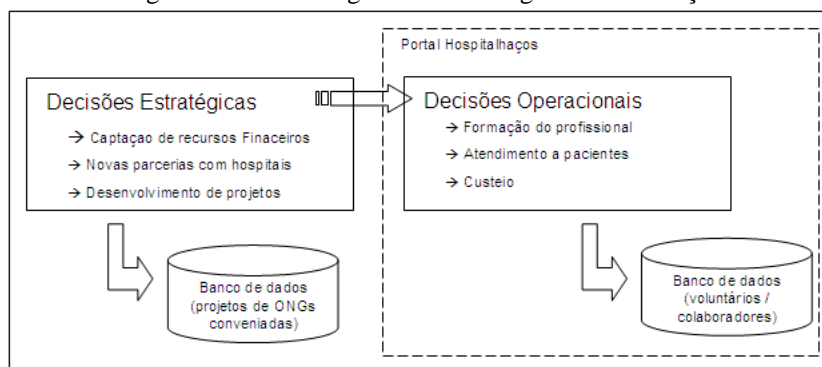 Portal Hospitalhaços
Decisões Estratégicas
→ Captaçao de recursos Finaceiros
→ Novas parcerias com hospitais
→ Desenvolvimento de projetos
Decisões Operacionais
→ Formação do profissional
→ Atendimento a pacientes
→ Custeio
Banco de dados
(projetos de ONGs
conveniadas)
Banco de dados
(voluntários /
colaboradores)